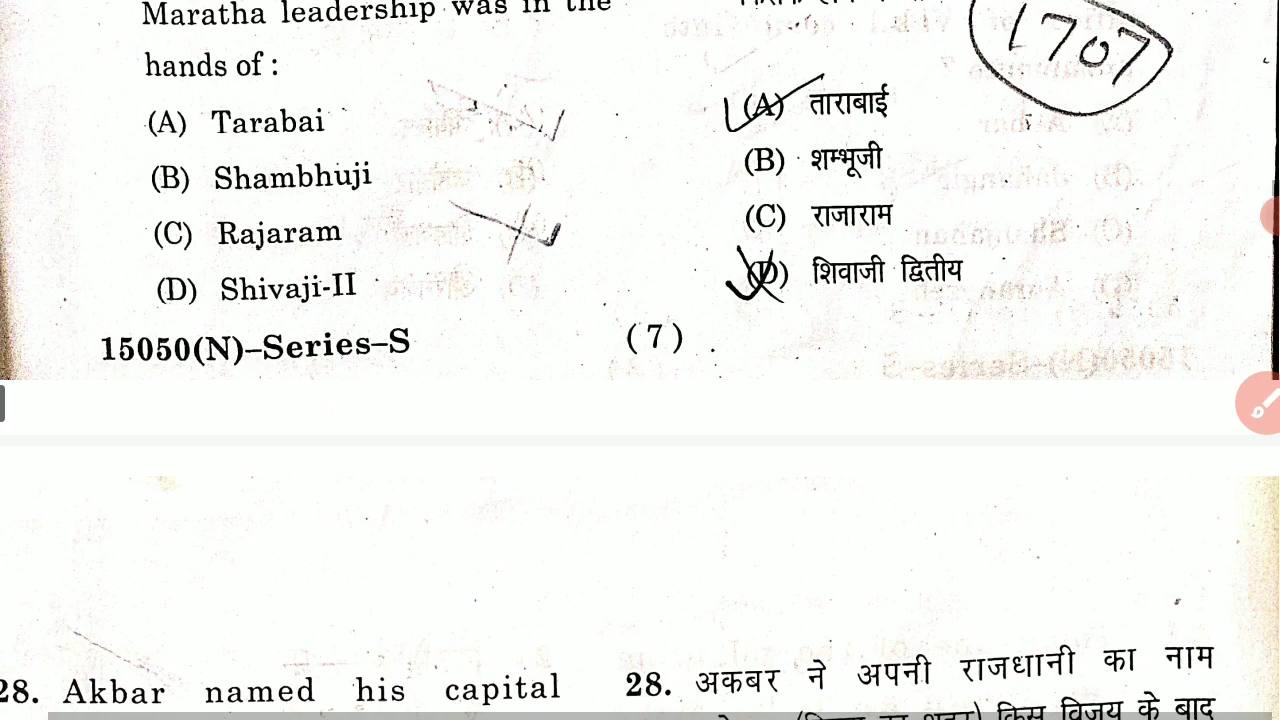 Maratha leadership was in the
hands of :
(A) Tarabai
(B) Shambhuji
(C) Rajaram
(D) Shivaji-II
1707
(A) ताराबाई
(B) शम्भूजी
(C) राजाराम
(D) शिवाजी द्वितीय
15050(N)–Series–S
(7)
28. Akbar named his capital
28. अकबर ने अपनी राजधानी का नाम
किस विजय के बाद